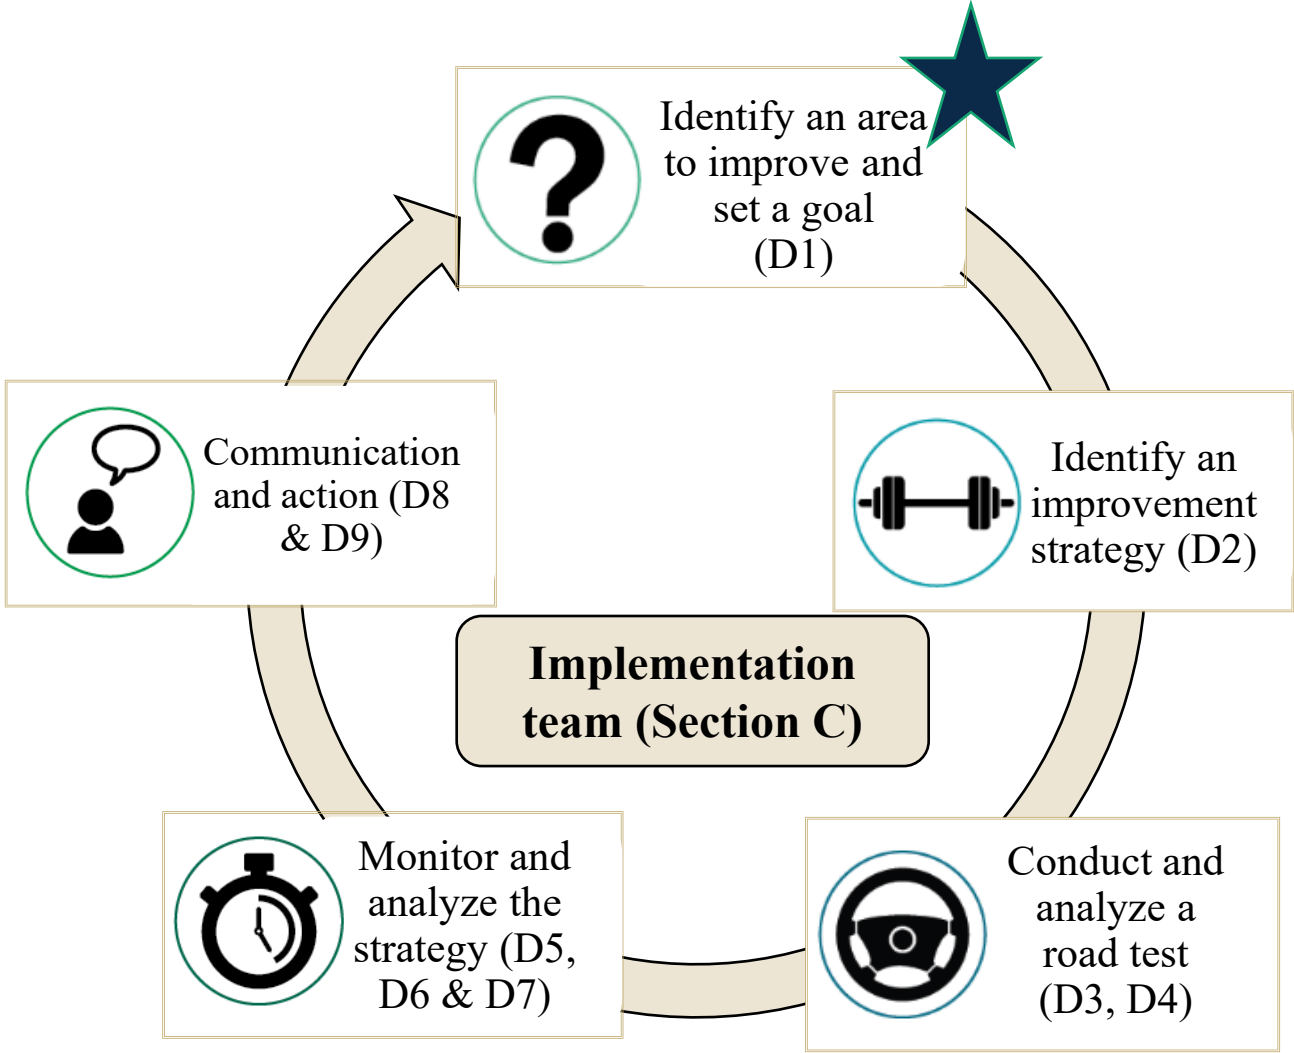 Identify an area
to improve and
set a goal
(D1)
Identify an
improvement
strategy (D2)
Conduct and
analyze a
road test
(D3, D4)
Monitor and
analyze the
strategy (D5,
D6 & D7)
Communication
and action (D8
& D9)
Implementation
team (Section C)